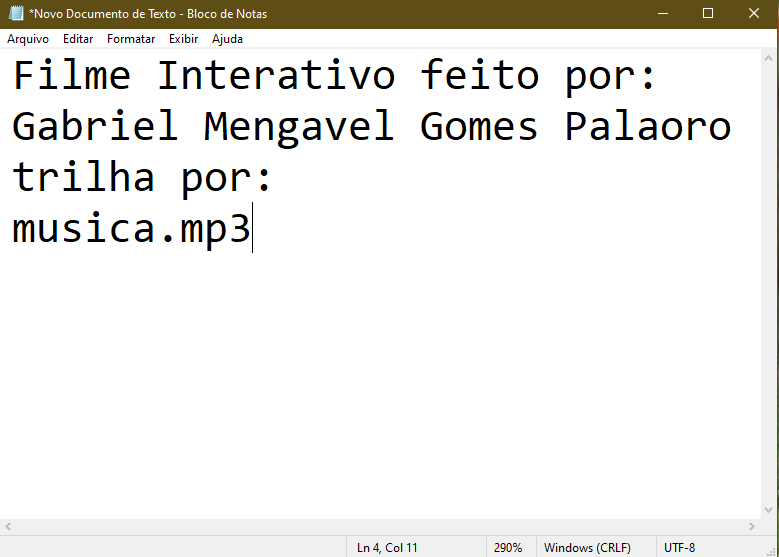 *Novo Documento de Texto - Bloco de Notas
Arquivo Editar Formatar Exibir Ajuda
Filme Interativo feito por:
Gabriel Mengavel Gomes Palaoro
trilha por:
musica.mp3
Ln 4, Col 11 290% Windows (CRLF) UTF-8